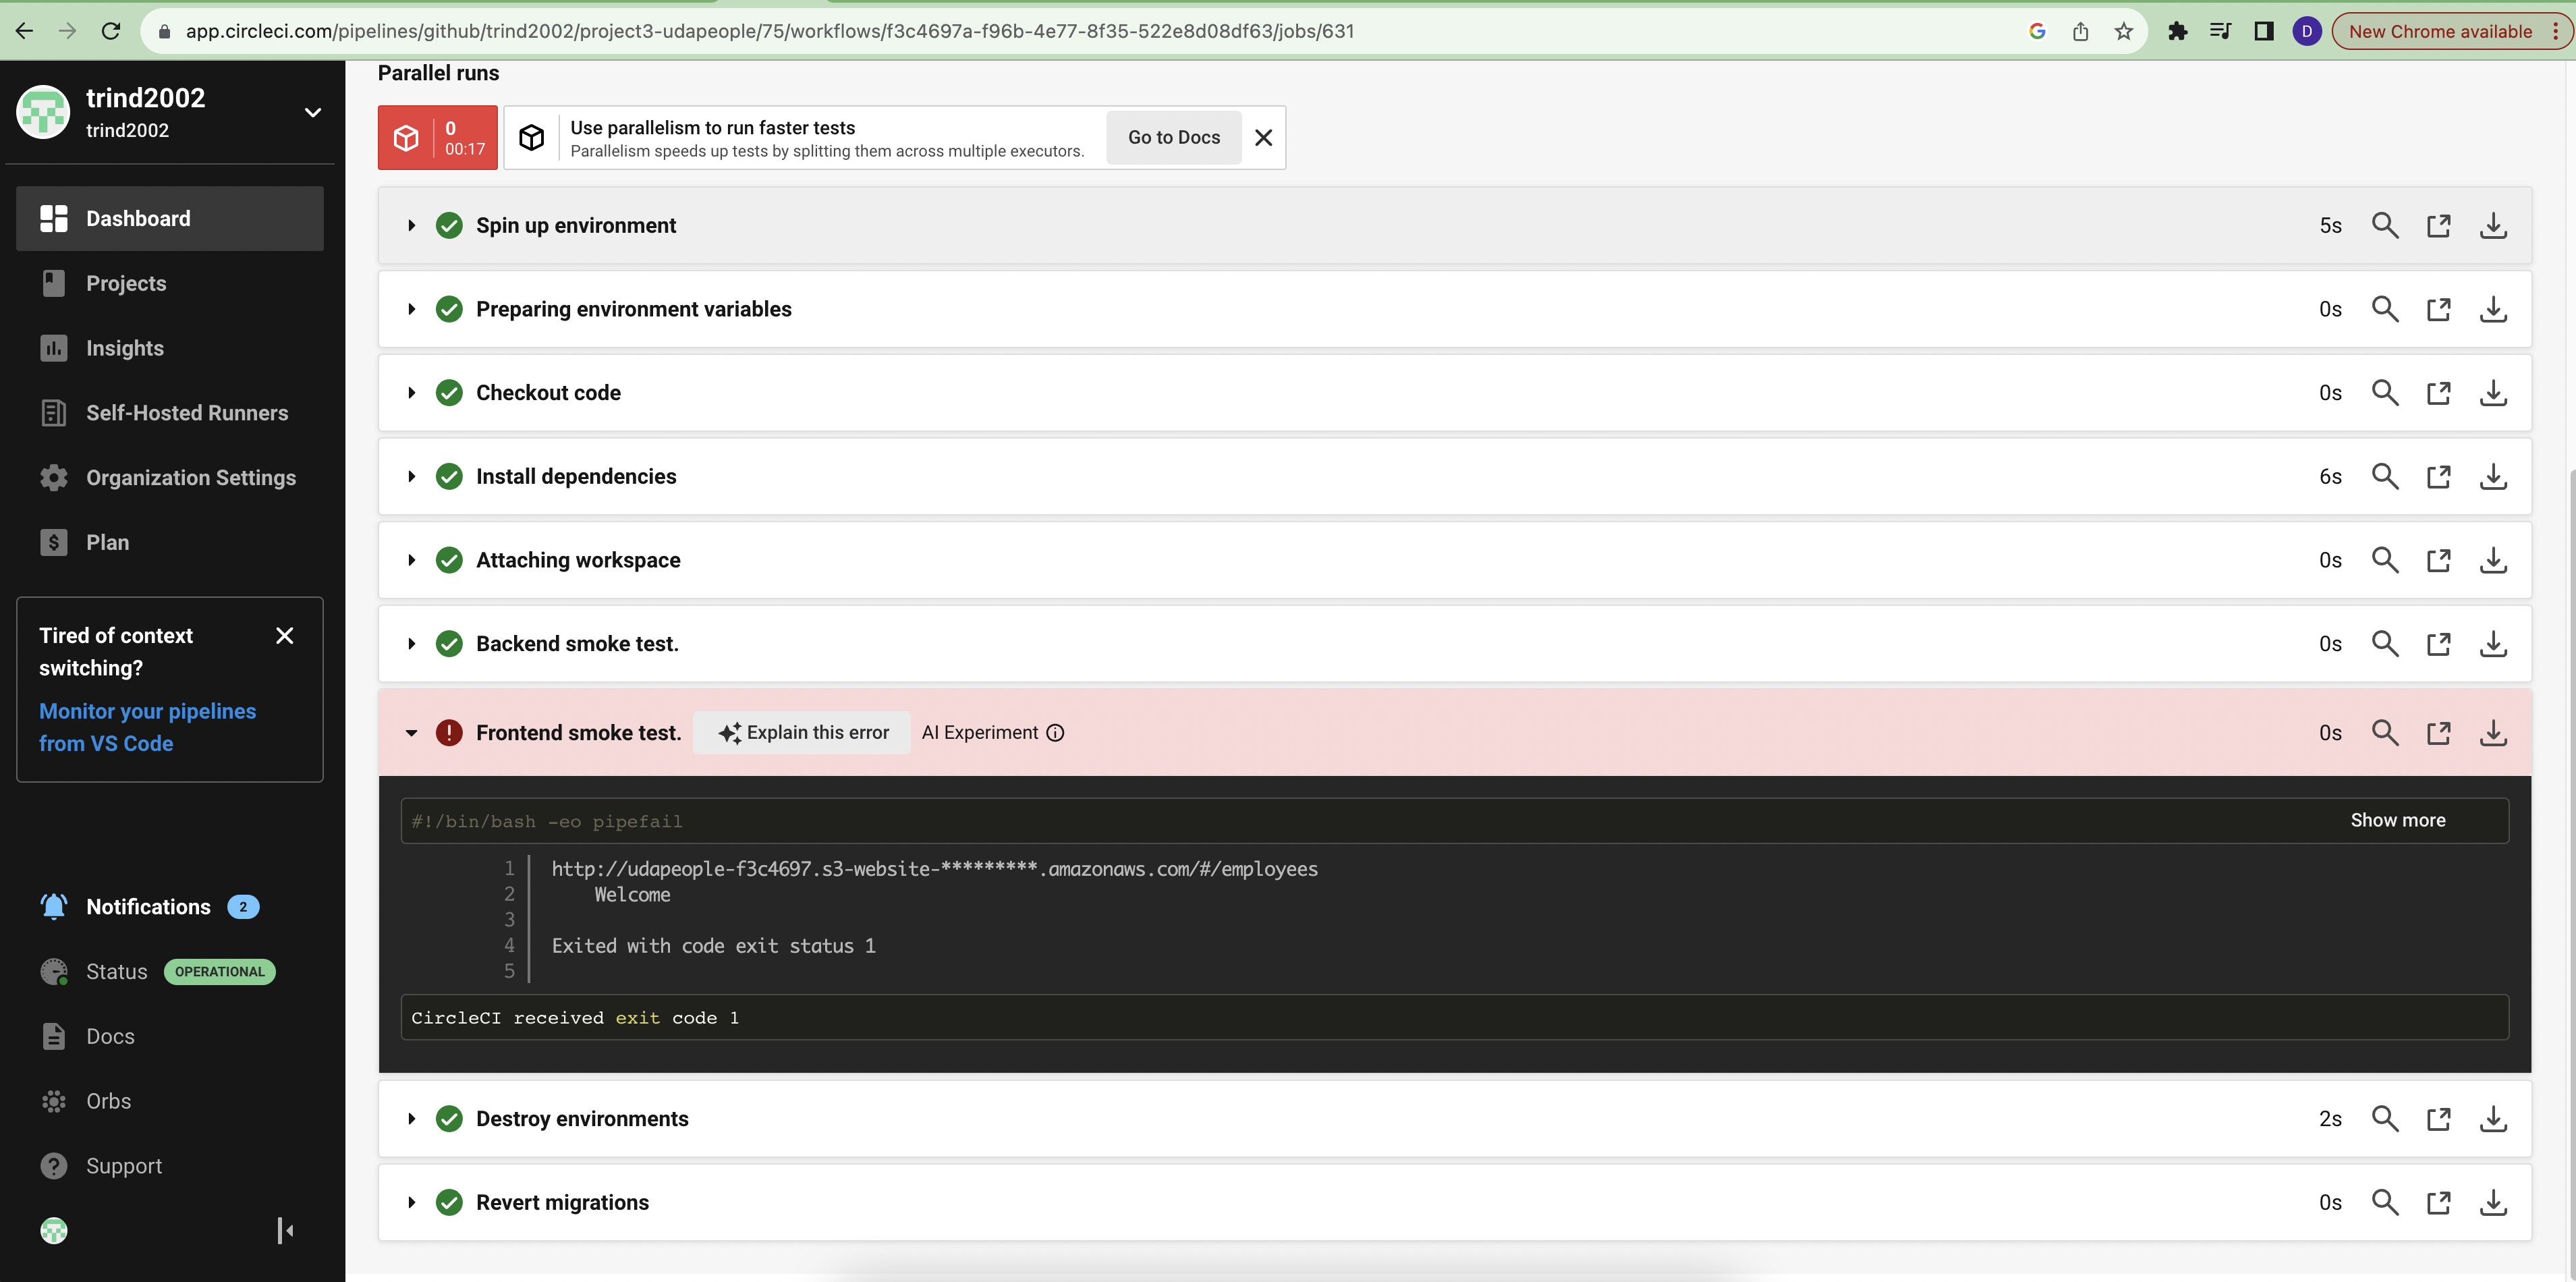 app.circleci.com/pipelines/github/trind2002/project3-udapeople/75/workflows/f3c4697a-f96b-4e77-8f35-522e8d08df63/jobs/631
G
D
New Chrome available
trind2002
trind2002
Dashboard
Projects
Insights
Self-Hosted Runners
Organization Settings
$
Plan
Tired of context
switching?
Monitor your pipelines
from VS Code
Notifications 2
Status OPERATIONAL
Docs
Orbs
?
Support
Parallel runs
0
00:17
Use parallelism to run faster tests
Parallelism speeds up tests by splitting them across multiple executors.
Go to Docs
Spin up environment 5s
Preparing environment variables 0s
Checkout code 0s
Install dependencies 6s
Attaching workspace 0s
Backend smoke test. 0s
! Frontend smoke test. Explain this error AI Experiment 0s
#!/bin/bash -eo pipefail Show more
1 http://udapeople-f3c4697.s3-website-*********.amazonaws.com/#/employees
2 Welcome
3
4 Exited with code exit status 1
5
CircleCI received exit code 1
Destroy environments 2s
Revert migrations 0s